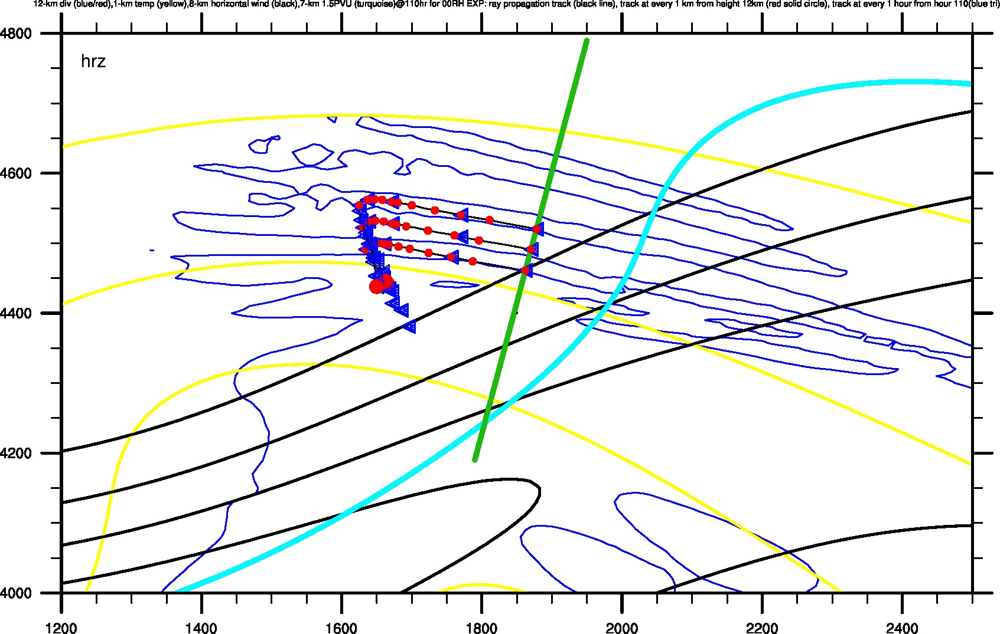 12-km div (blue/red),1-km temp (yellow),8-km horizontal wind (black),7-km 1.5PVU (turquoise)@110hr for 00RH EXP: ray propagation track (black line), track at every 1 km from height 12km (red solid circle), track at every 1 hour from hour 110(blue tri)
4800
hrz
4600
4400
4200
4000
1200 1400 1600 1800 2000 2200 2400